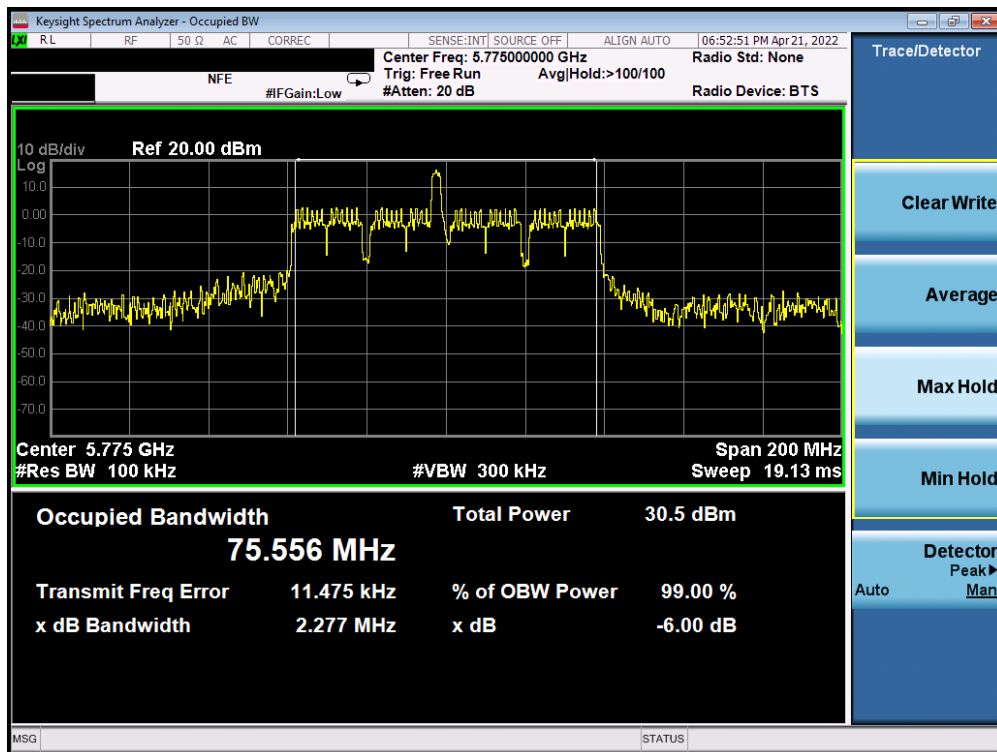 Keysight Spectrum Analyzer - Occupied BW
LXI RL RF 50 Ω AC CORREC SENSE:INT SOURCE OFF ALIGN AUTO 06:52:51 PM Apr 21, 2022
Center Freq: 5.775000000 GHz Radio Std: None
NFE Trig: Free Run Avg|Hold:>100/100
#IFGain:Low #Atten: 20 dB Radio Device: BTS
Trace/Detector
10 dB/div Ref 20.00 dBm
Log
10.0
0.00
-10.0
-20.0
-30.0
-40.0
-50.0
-60.0
-70.0
Center 5.775 GHz Span 200 MHz
#Res BW 100 kHz #VBW 300 kHz Sweep 19.13 ms
Occupied Bandwidth Total Power 30.5 dBm
75.556 MHz
Transmit Freq Error 11.475 kHz % of OBW Power 99.00 %
x dB Bandwidth 2.277 MHz x dB -6.00 dB
Clear Write
Average
Max Hold
Min Hold
Detector
Peak▶
Auto Man
MSG STATUS